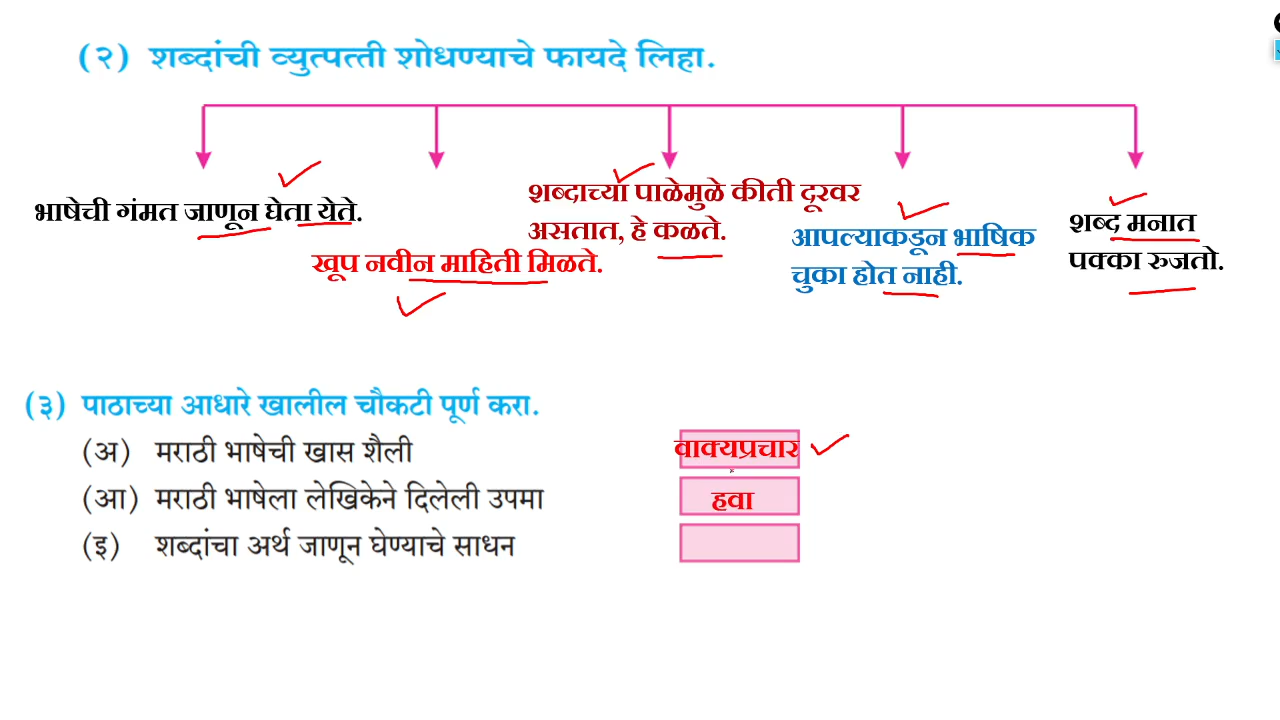 (२) शब्दांची व्युत्पत्ती शोधण्याचे फायदे लिहा.
भाषेची गंमत जाणून घेता येते.
खूप नवीन माहिती मिळते.
शब्दाच्या पाळेमुळे कीती दूरवर
असतात, हे कळते.
आपल्याकडून भाषिक
चुका होत नाही.
शब्द मनात
पक्का रुजतो.
(३) पाठाच्या आधारे खालील चौकटी पूर्ण करा.
(अ) मराठी भाषेची खास शैली वाक्यप्रचार
(आ) मराठी भाषेला लेखिकेने दिलेली उपमा हवा
(इ) शब्दांचा अर्थ जाणून घेण्याचे साधन